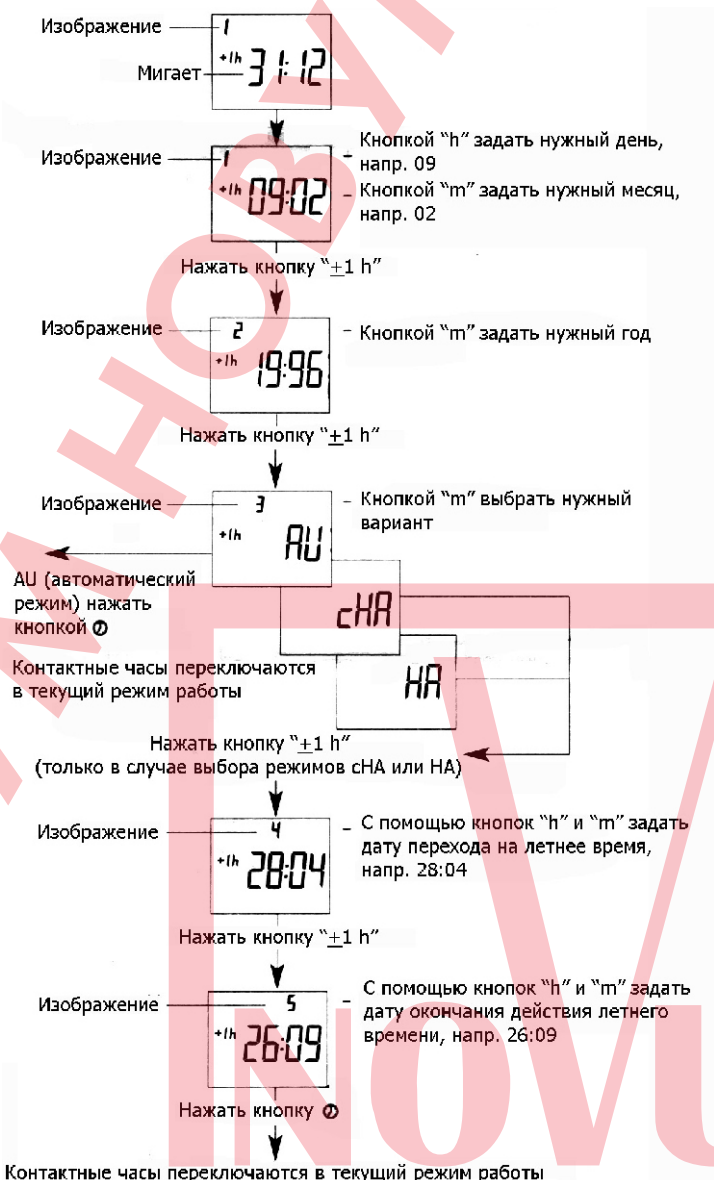 Изображение
1
+1h
Мигает
31:12
Изображение
1
+1h
09:02
Кнопкой "h" задать нужный день,
напр. 09
Кнопкой "m" задать нужный месяц,
напр. 02
Нажать кнопку "±1 h"
Изображение
2
+1h
19:96
- Кнопкой "m" задать нужный год
Нажать кнопку "±1 h"
Изображение
3
+1h
AU
- Кнопкой "m" выбрать нужный
вариант
AU (автоматический
режим) нажать
кнопкой
cHA
HA
Контактные часы переключаются
в текущий режим работы
Нажать кнопку "±1 h"
(только в случае выбора режимов cHA или HA)
Изображение
4
+1h
28:04
- С помощью кнопок "h" и "m" задать
дату перехода на летнее время,
напр. 28:04
Нажать кнопку "±1 h"
Изображение
5
+1h
26:09
- С помощью кнопок "h" и "m" задать
дату окончания действия летнего
времени, напр. 26:09
Нажать кнопку
Контактные часы переключаются в текущий режим работы